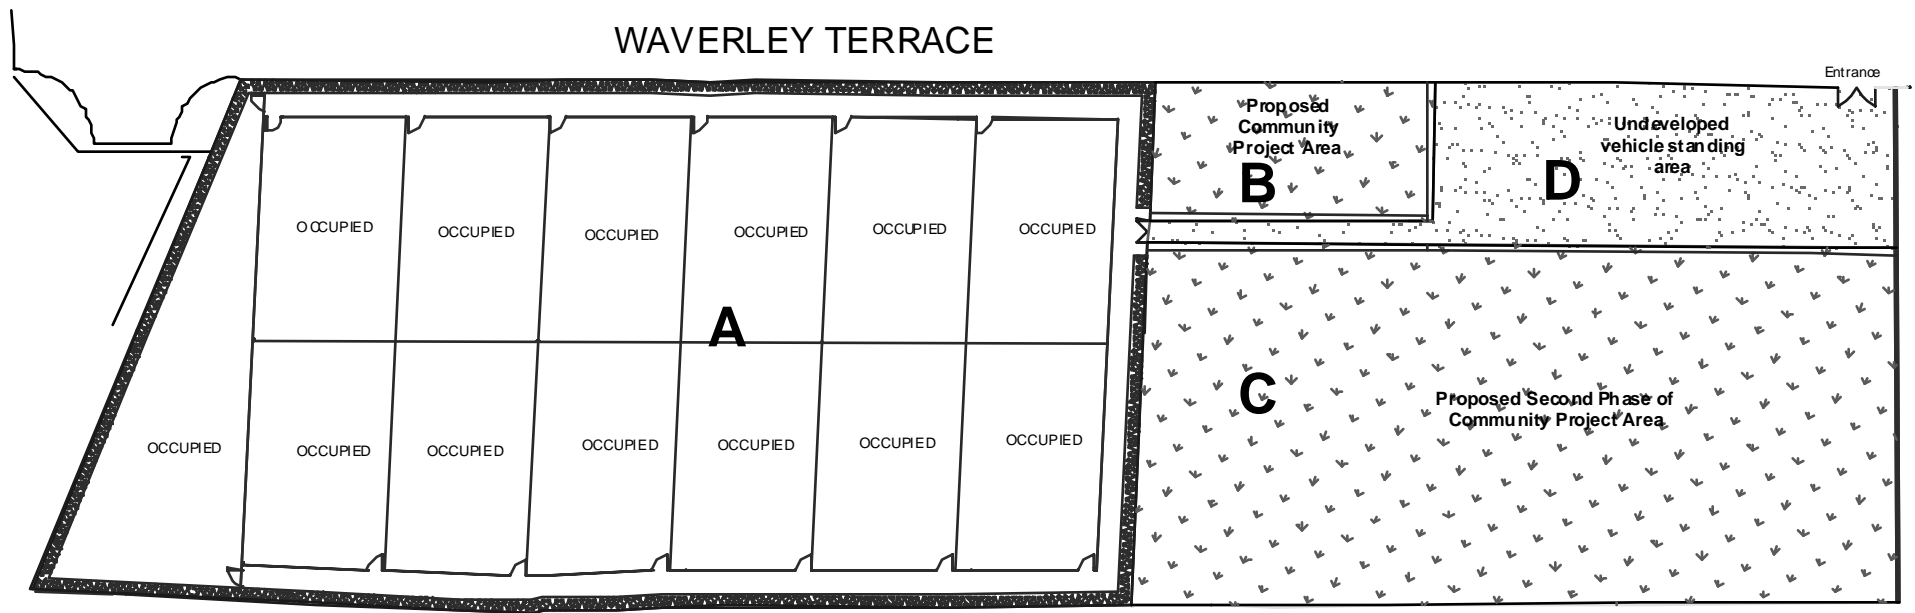 WAVERLEY TERRACE
Entrance
Proposed
Community
Project Area
B
Undeveloped
vehicle standing
area
D
OCCUPIED
OCCUPIED
OCCUPIED
OCCUPIED
OCCUPIED
OCCUPIED
A
C
Proposed Second Phase of
Community Project Area
OCCUPIED
OCCUPIED
OCCUPIED
OCCUPIED
OCCUPIED
OCCUPIED
OCCUPIED